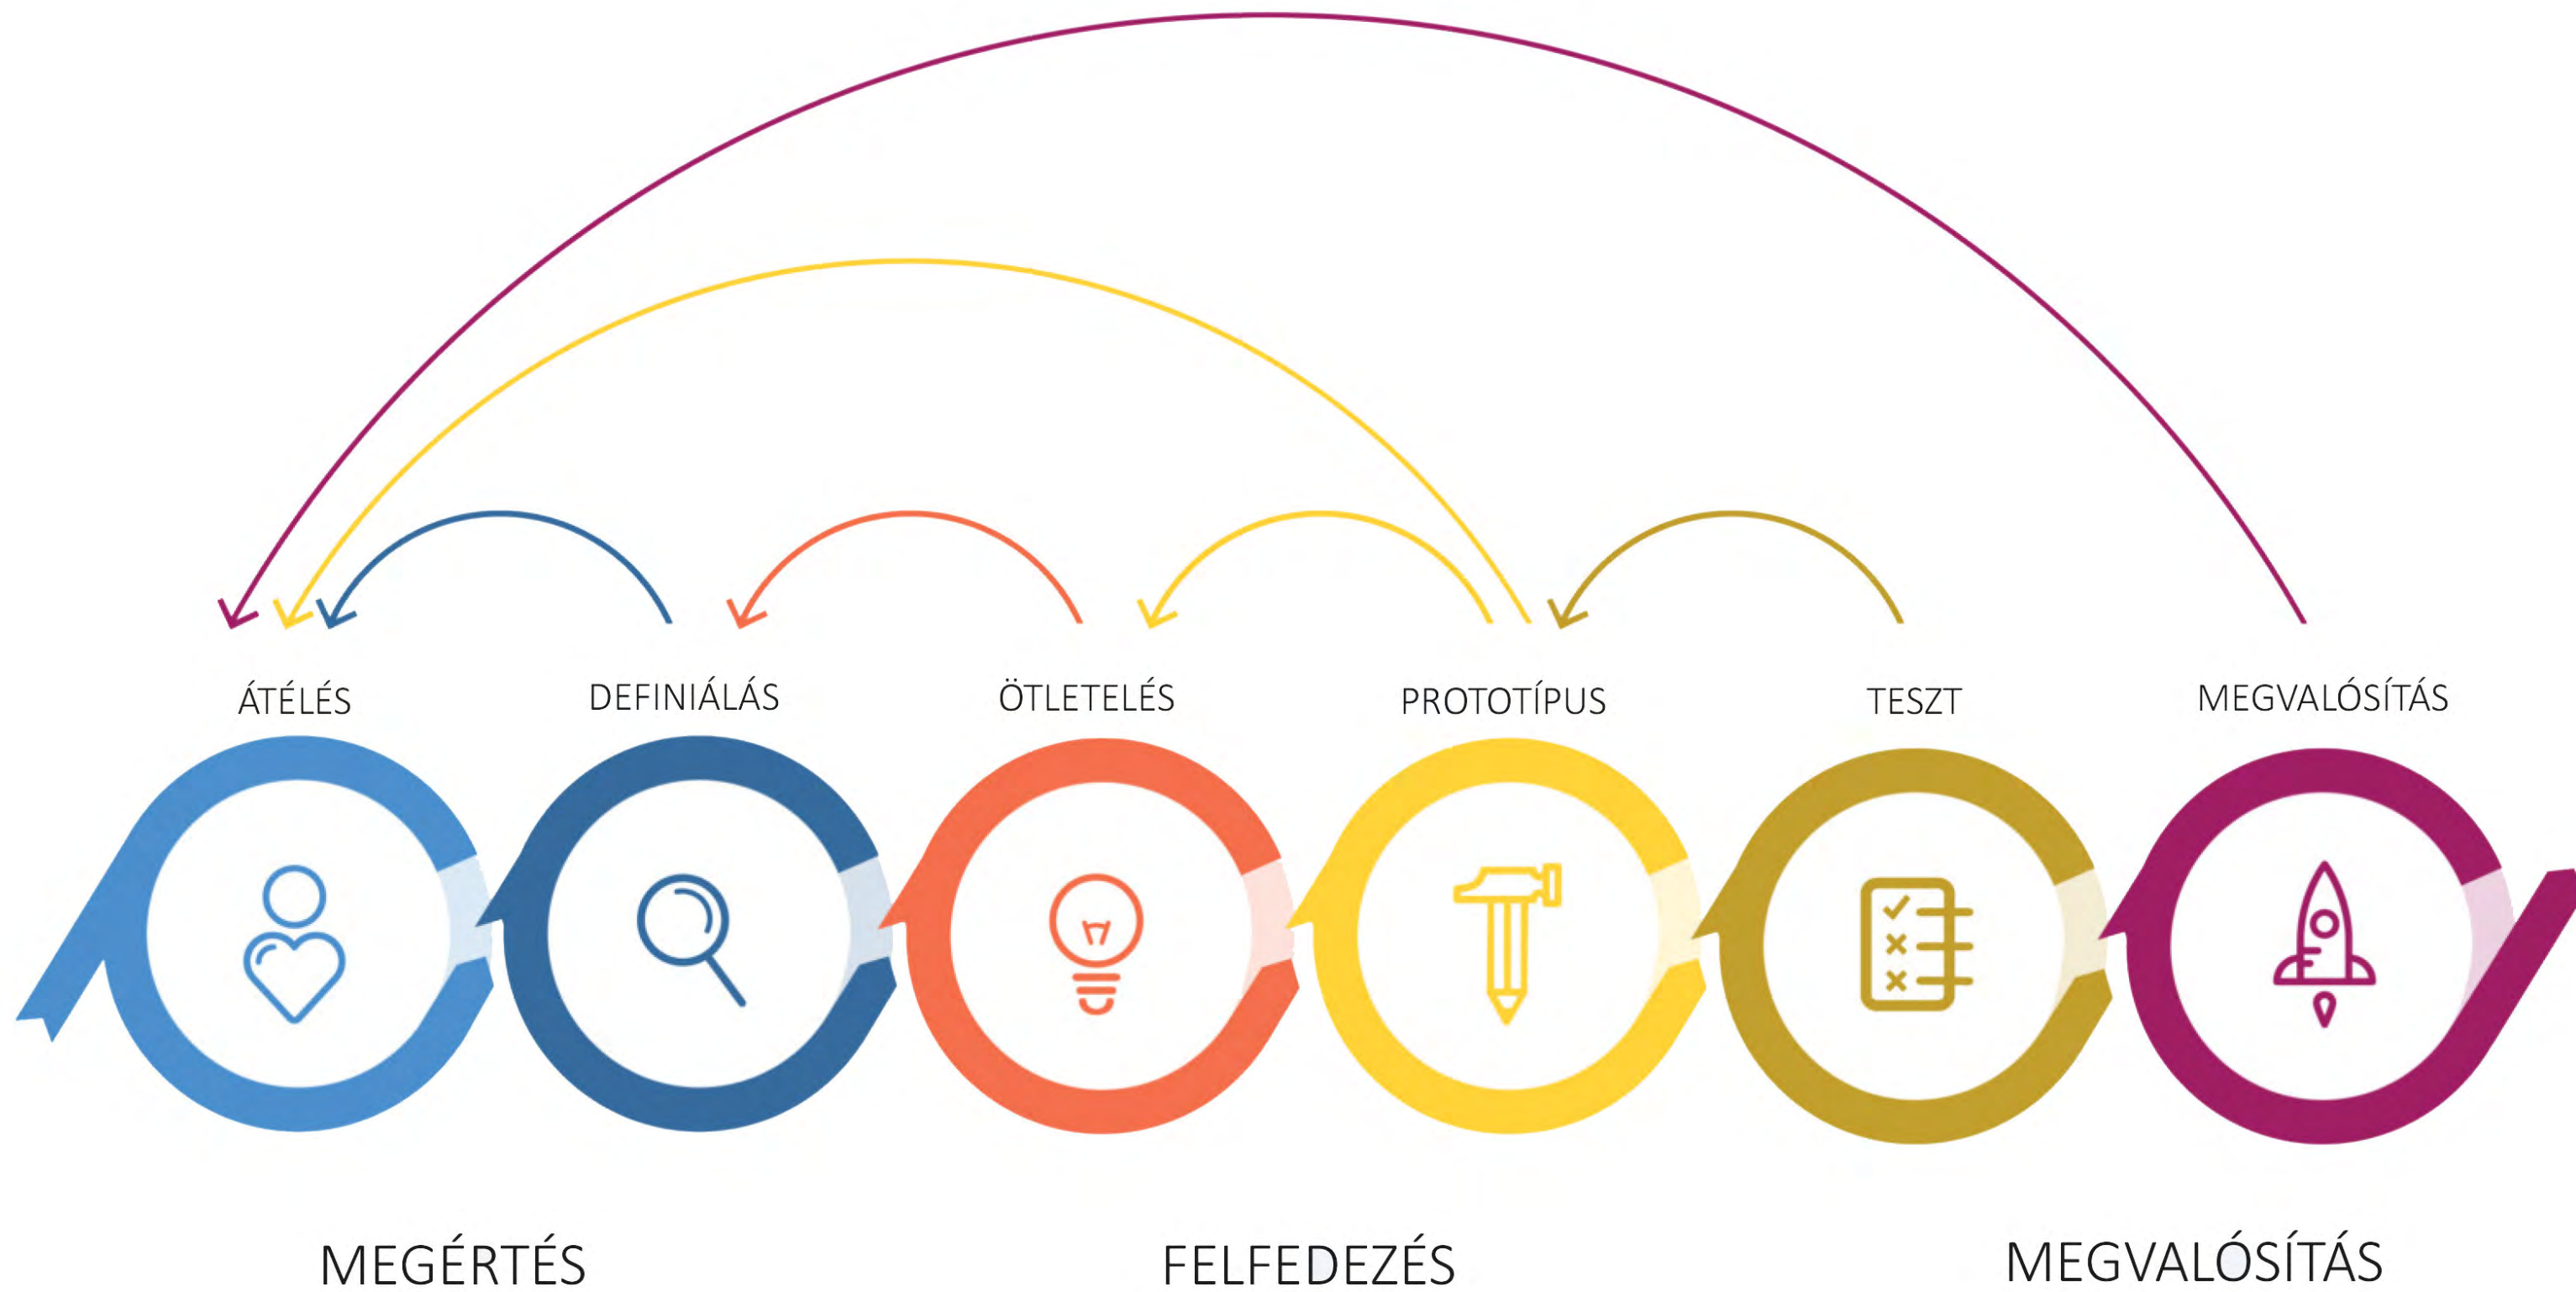 ÁTÉLÉS
DEFINIÁLÁS
ÖTLETELÉS
PROTOTÍPUS
TESZT
MEGVALÓSÍTÁS
MEGÉRTÉS
FELFEDEZÉS
MEGVALÓSÍTÁS